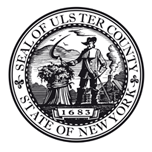 SEAL OF ULSTER COUNTY
1683
STATE OF NEW YORK